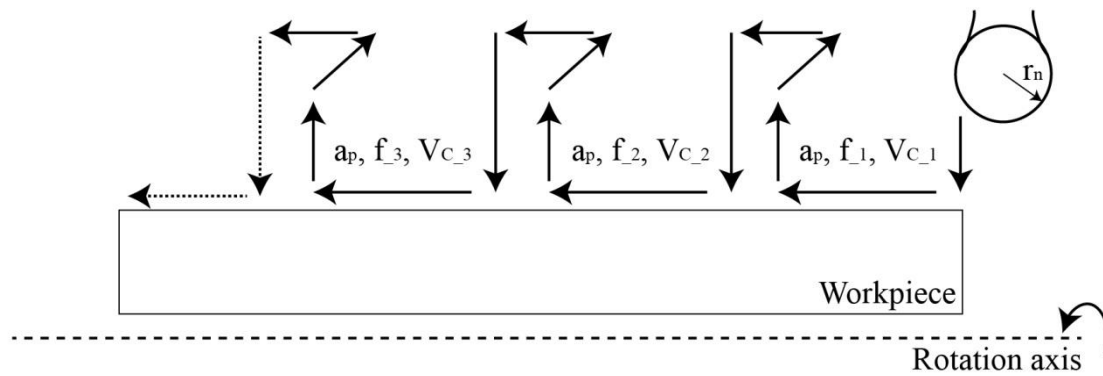 rn
ap, f_3, VC_3
ap, f_2, VC_2
ap, f_1, VC_1
Workpiece
Rotation axis